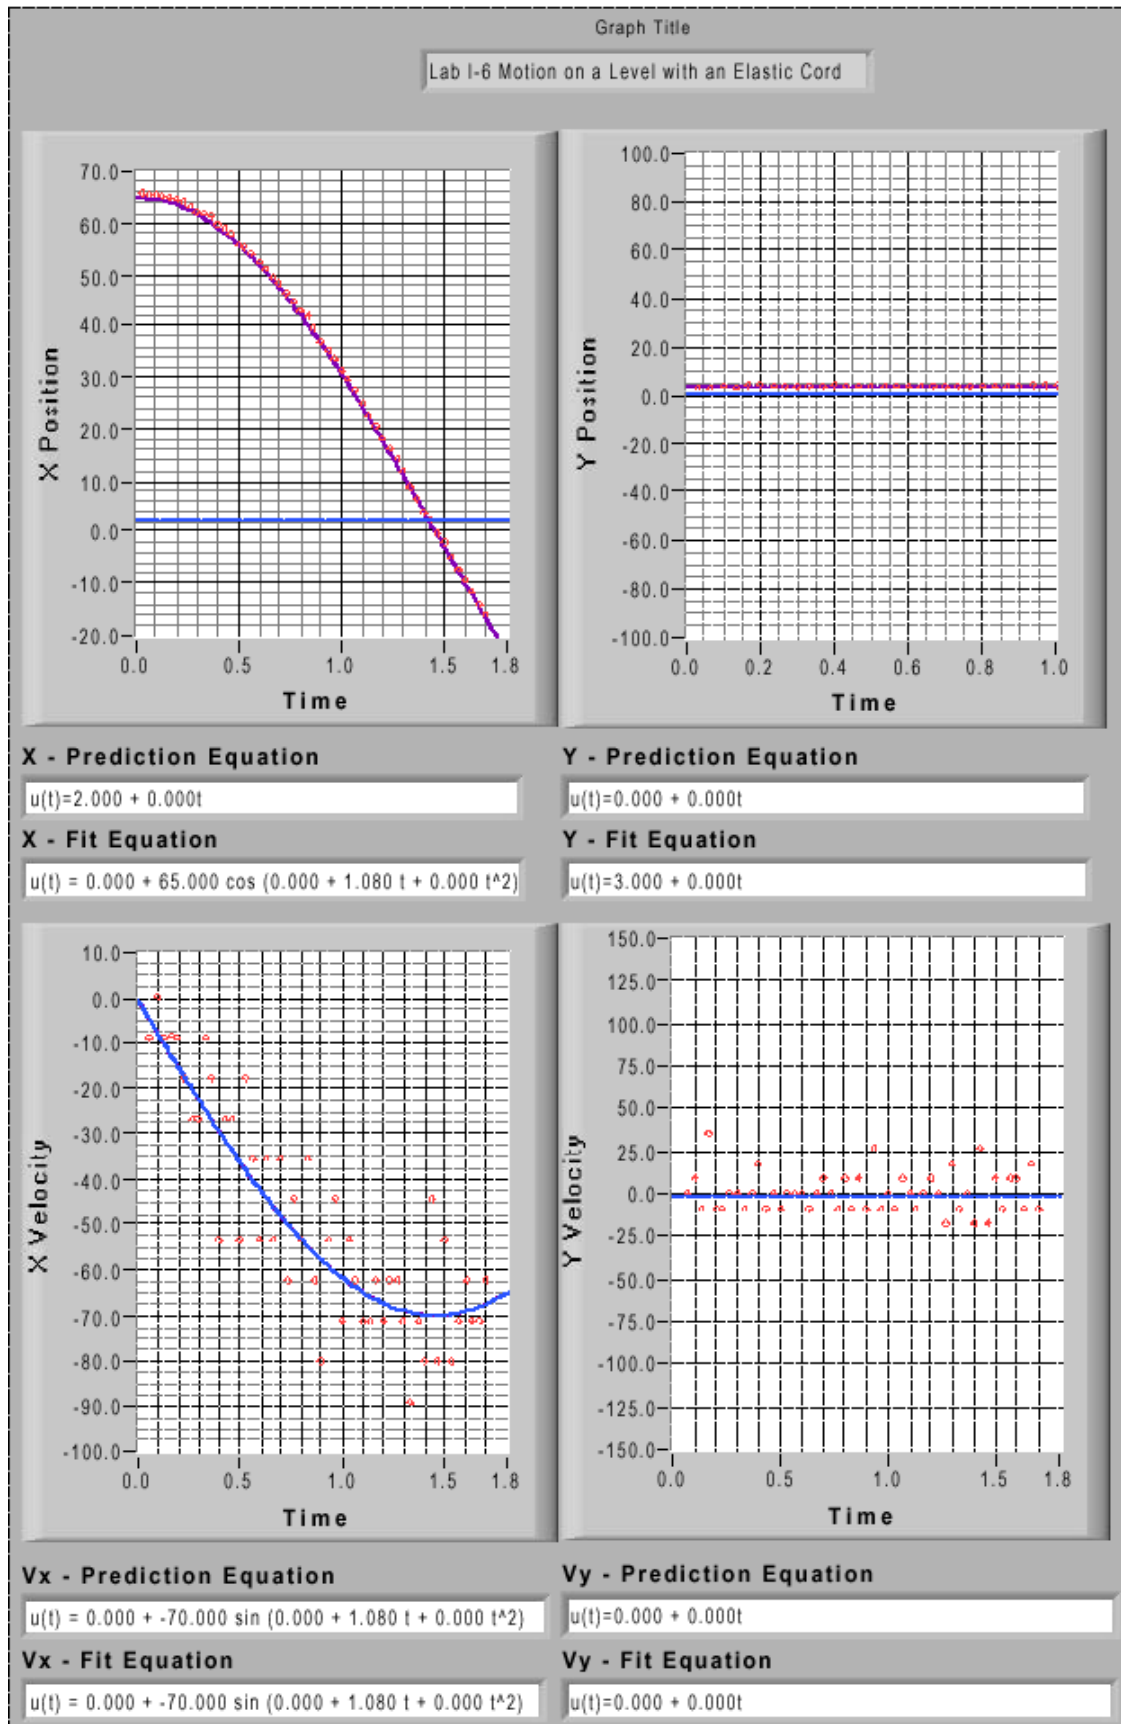 Graph Title
Lab I-6 Motion on a Level with an Elastic Cord
70.0
60.0
50.0
40.0
30.0
20.0
10.0
0.0
-10.0
-20.0
X Position
0.0 0.5 1.0 1.5 1.8
Time
100.0
80.0
60.0
40.0
20.0
0.0
-20.0
-40.0
-60.0
-80.0
-100.0
Y Position
0.0 0.2 0.4 0.6 0.8 1.0
Time
X - Prediction Equation
u(t)=2.000 + 0.000t
Y - Prediction Equation
u(t)=0.000 + 0.000t
X - Fit Equation
u(t) = 0.000 + 65.000 cos (0.000 + 1.080 t + 0.000 t^2)
Y - Fit Equation
u(t)=3.000 + 0.000t
10.0
0.0
-10.0
-20.0
-30.0
-40.0
-50.0
-60.0
-70.0
-80.0
-90.0
-100.0
X Velocity
0.0 0.5 1.0 1.5 1.8
Time
150.0
125.0
100.0
75.0
50.0
25.0
0.0
-25.0
-50.0
-75.0
-100.0
-125.0
-150.0
Y Velocity
0.0 0.5 1.0 1.5 1.8
Time
Vx - Prediction Equation
u(t) = 0.000 + -70.000 sin (0.000 + 1.080 t + 0.000 t^2)
Vy - Prediction Equation
u(t)=0.000 + 0.000t
Vx - Fit Equation
u(t) = 0.000 + -70.000 sin (0.000 + 1.080 t + 0.000 t^2)
Vy - Fit Equation
u(t)=0.000 + 0.000t